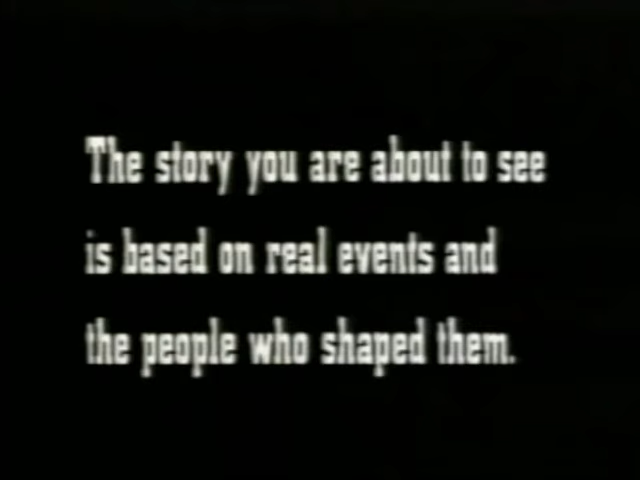 The story you are about to see
is based on real events and
the people who shaped them.